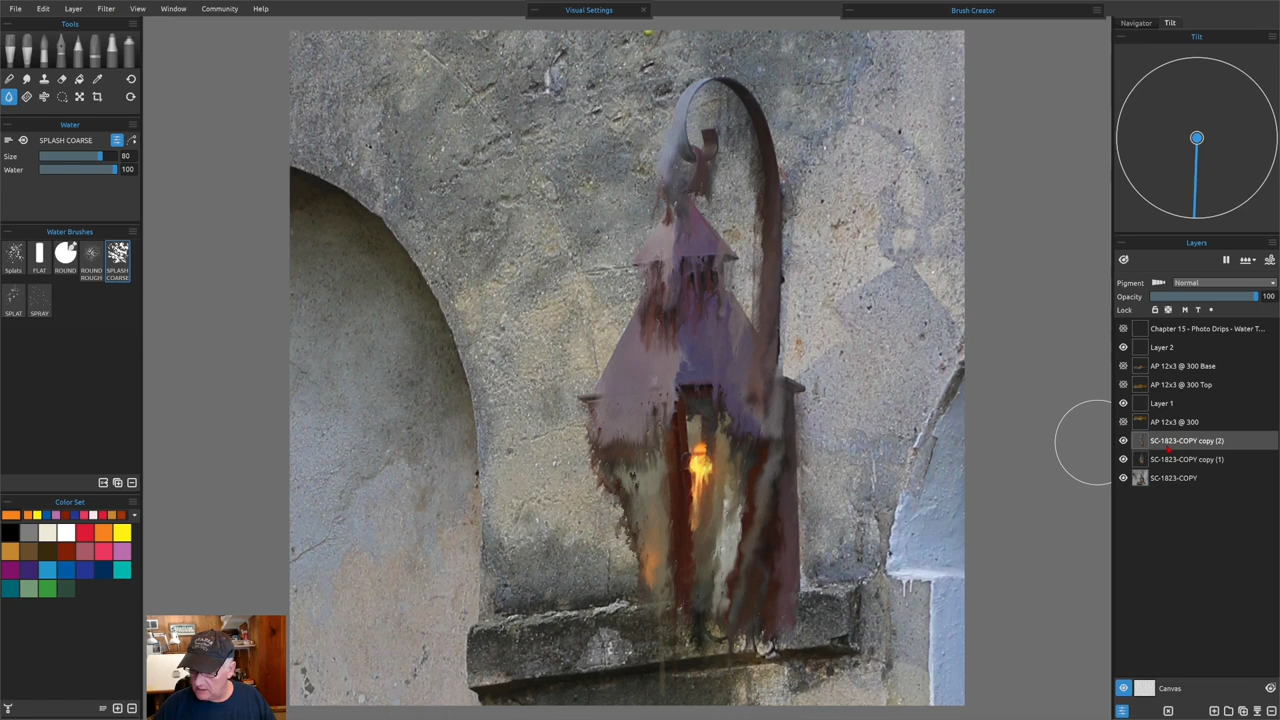 File Edit View Layer Filter Window Community Help
Visual Settings
Brush Creator
Tools
Water
SPLASH COARSE
Size 80
Water 100
Water Brushes
Splats FLAT ROUND ROUND ROUGH SPLASH COARSE
SPLAT SPRAY
Color Set
Navigator Tilt
Tilt
Layers
Pigment Normal
Opacity 100
Lock M T
Chapter 15 - Photo Drips - Water T...
Layer 2
AP 12x3 @ 300 Base
AP 12x3 @ 300 Top
Layer 1
AP 12x3 @ 300
SC-1823-COPY copy (2)
SC-1823-COPY copy (1)
SC-1823-COPY
Canvas